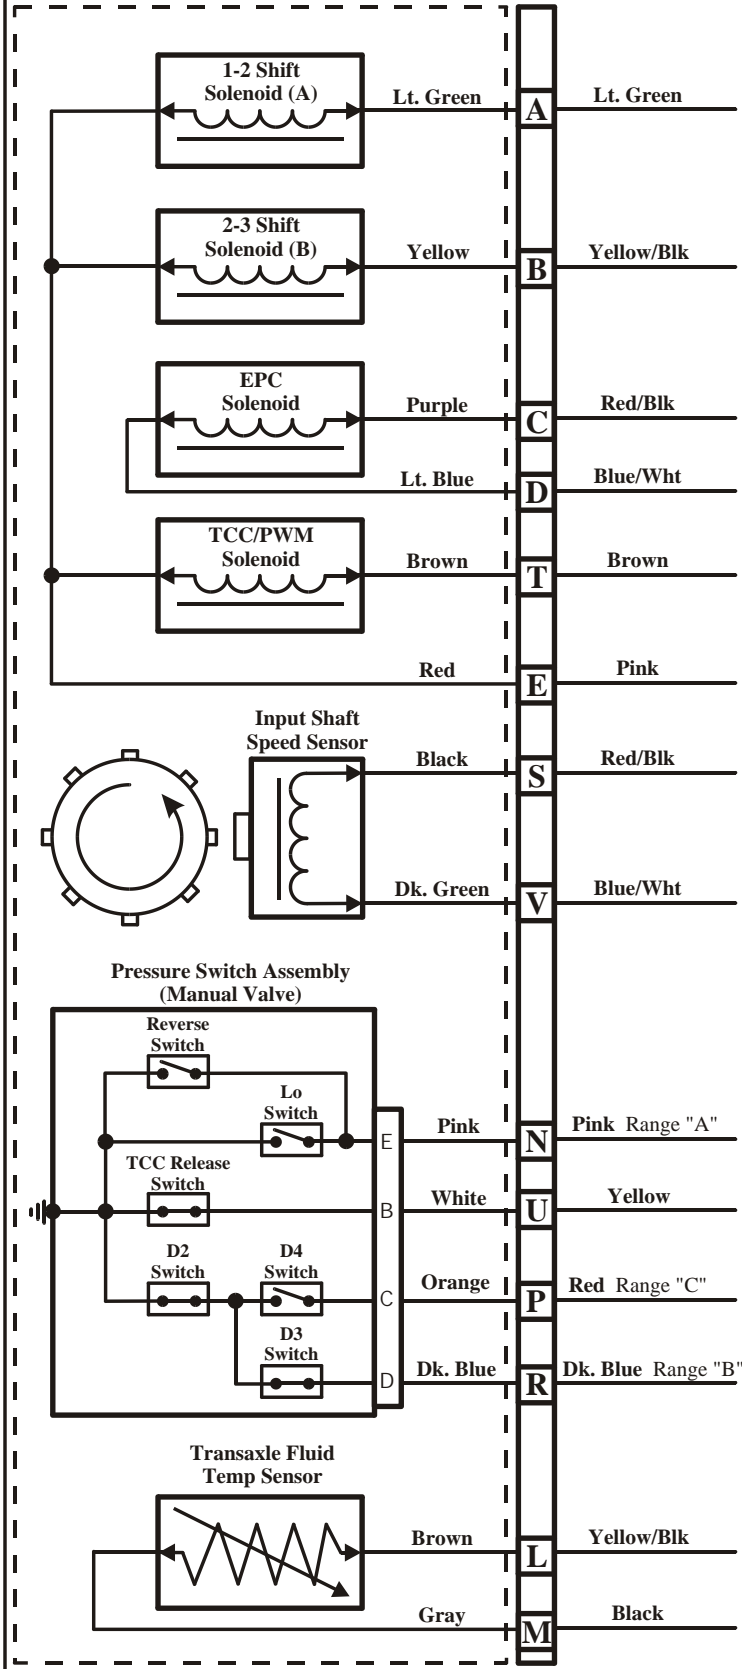 1-2 Shift
Solenoid (A)
Lt. Green
A
Lt. Green
2-3 Shift
Solenoid (B)
Yellow
B
Yellow/Blk
EPC
Solenoid
Purple
C
Red/Blk
Lt. Blue
D
Blue/Wht
TCC/PWM
Solenoid
Brown
T
Brown
Red
E
Pink
Input Shaft
Speed Sensor
Black
S
Red/Blk
Dk. Green
V
Blue/Wht
Pressure Switch Assembly
(Manual Valve)
Reverse
Switch
Lo
Switch
E
Pink
N
Pink Range "A"
TCC Release
Switch
B
White
U
Yellow
D2
Switch
D4
Switch
C
Orange
P
Red Range "C"
D3
Switch
D
Dk. Blue
R
Dk. Blue Range "B"
Transaxle Fluid
Temp Sensor
Brown
L
Yellow/Blk
Gray
M
Black